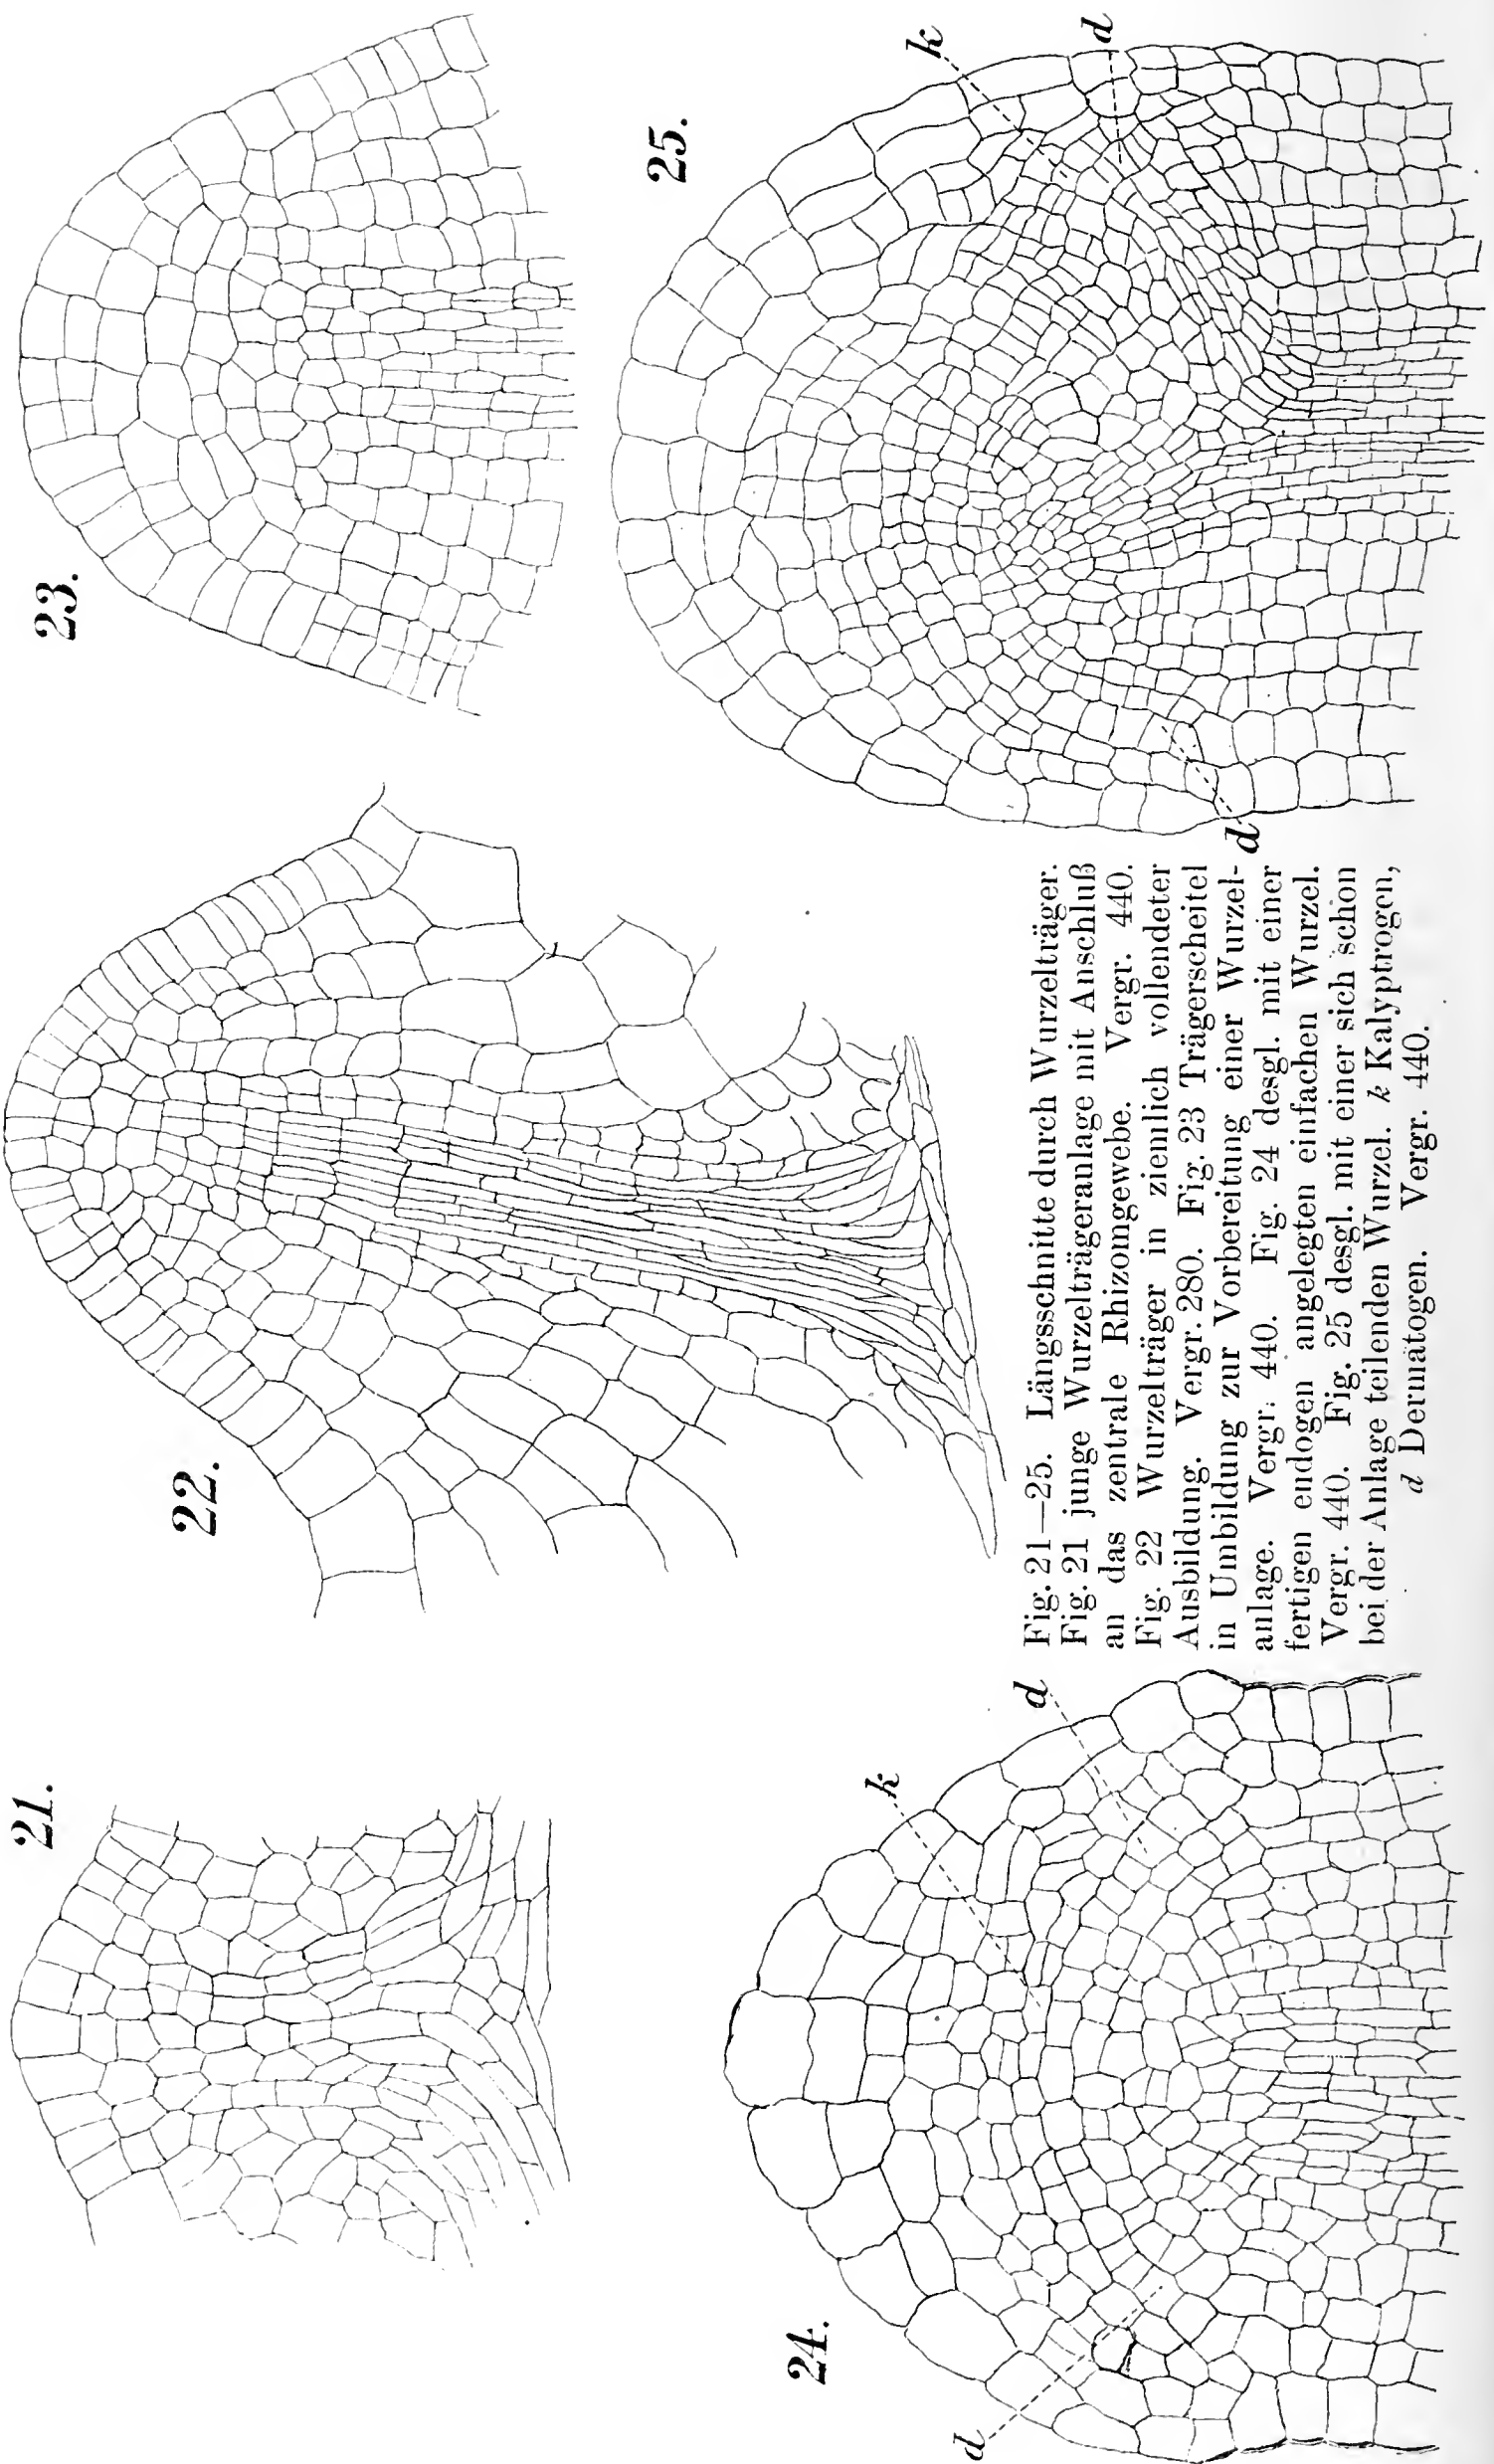 21.
22.
23.
24.
d
k
d
25.
d
k
d
Fig. 21—25. Längsschnitte durch Wurzelträger.
Fig. 21 junge Wurzelträgeranlage mit Anschluß
an das zentrale Rhizomgewebe. Vergr. 440.
Fig. 22 Wurzelträger in ziemlich vollendeter
Ausbildung. Vergr. 280. Fig. 23 Trägerscheitel
in Umbildung zur Vorbereitung einer Wurzel-
anlage. Vergr. 440. Fig. 24 desgl. mit einer
fertigen endogen angelegten einfachen Wurzel.
Vergr. 440. Fig. 25 desgl. mit einer sich schon
bei der Anlage teilenden Wurzel. k Kalyptrogen,
d Dermatogen. Vergr. 440.